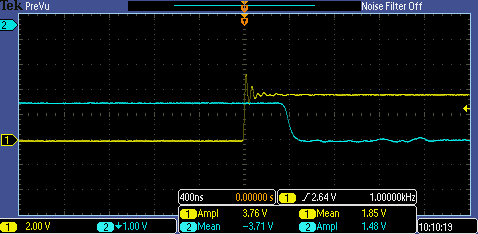 Tek PreVu Noise Filter Off
2
1
400ns 0.00000 s 1 2.64 V 1.00000kHz
1 Ampl 3.76 V 1 Mean 1.85 V
1 2.00 V 2 1.00 V 2 Mean -3.71 V 2 Ampl 1.48 V 10:10:19